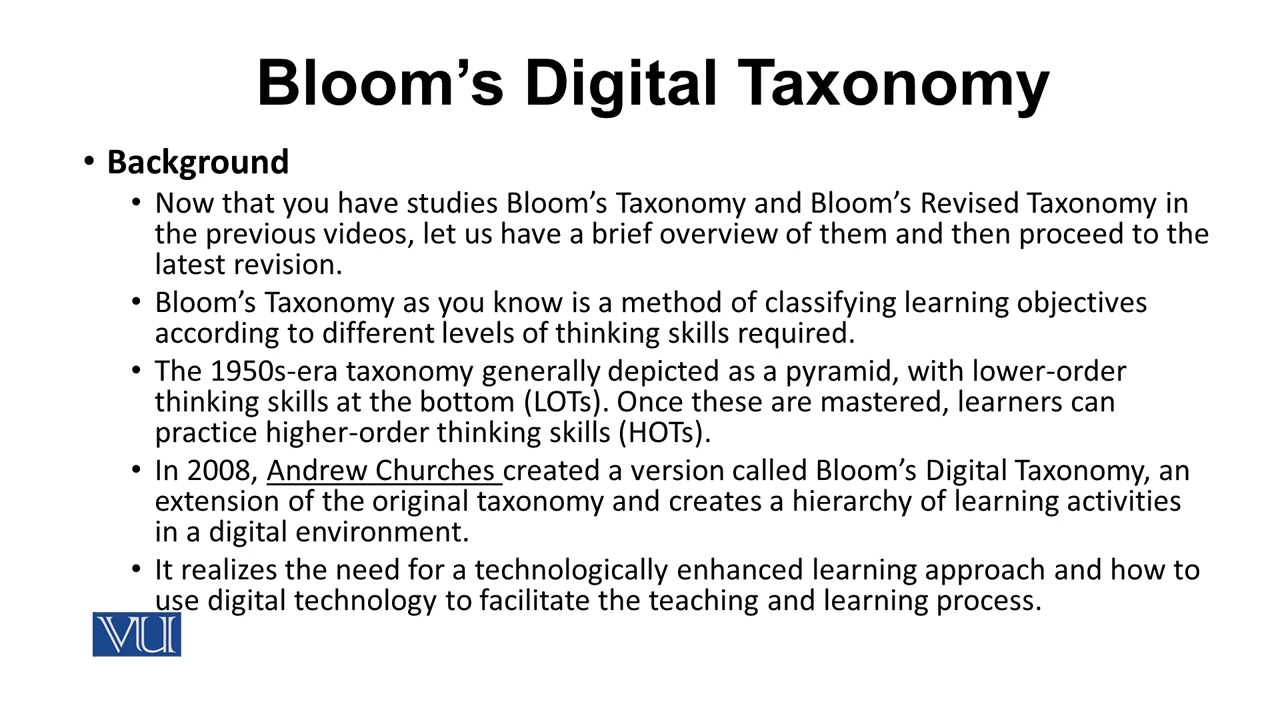 Bloom’s Digital Taxonomy
• Background
• Now that you have studies Bloom’s Taxonomy and Bloom’s Revised Taxonomy in
the previous videos, let us have a brief overview of them and then proceed to the
latest revision.
• Bloom’s Taxonomy as you know is a method of classifying learning objectives
according to different levels of thinking skills required.
• The 1950s-era taxonomy generally depicted as a pyramid, with lower-order
thinking skills at the bottom (LOTs). Once these are mastered, learners can
practice higher-order thinking skills (HOTs).
• In 2008, Andrew Churches created a version called Bloom’s Digital Taxonomy, an
extension of the original taxonomy and creates a hierarchy of learning activities
in a digital environment.
• It realizes the need for a technologically enhanced learning approach and how to
use digital technology to facilitate the teaching and learning process.
VU